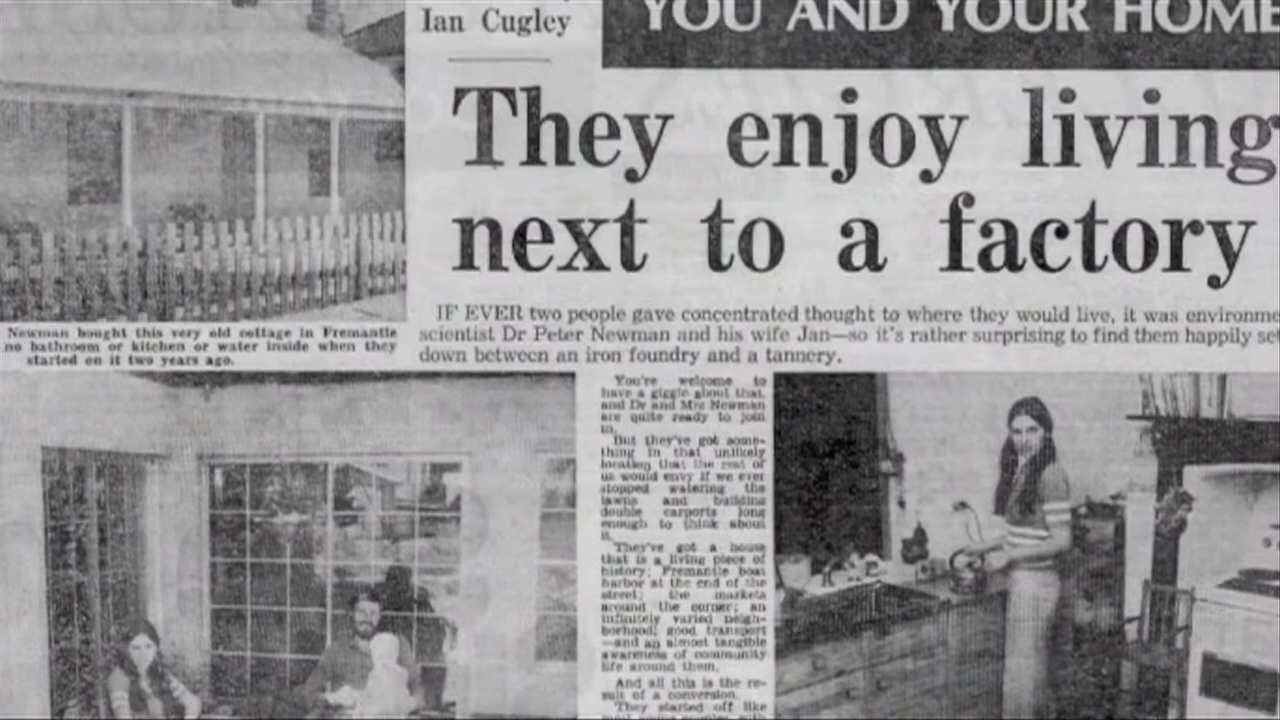 Ian Cugley
YOU AND YOUR HOME
They enjoy living
next to a factory
IF EVER two people gave concentrated thought to where they would live, it was environme
scientist Dr Peter Newman and his wife Jan—so it's rather surprising to find them happily se
down between an iron foundry and a tannery.
Newman bought this very old cottage in Fremantle
no bathroom or kitchen or water inside when they
started on it two years ago.
You're welcome to
have a giggle about that,
and Dr and Mrs Newman
are quite ready to join
in.
But they've got some-
thing in that unlikely
location that the rest of
us would envy if we ever
stopped watering the
lawns and building
double carports long
enough to think about
it.
They've got a house
that is a living piece of
history; Fremantle boat
harbor at the end of the
street; the markets
around the corner; an
infinitely varied neigh-
borhood; good transport
—and an almost tangible
awareness of community
life around them.
And all this is the re-
sult of a conversion.
They started off like